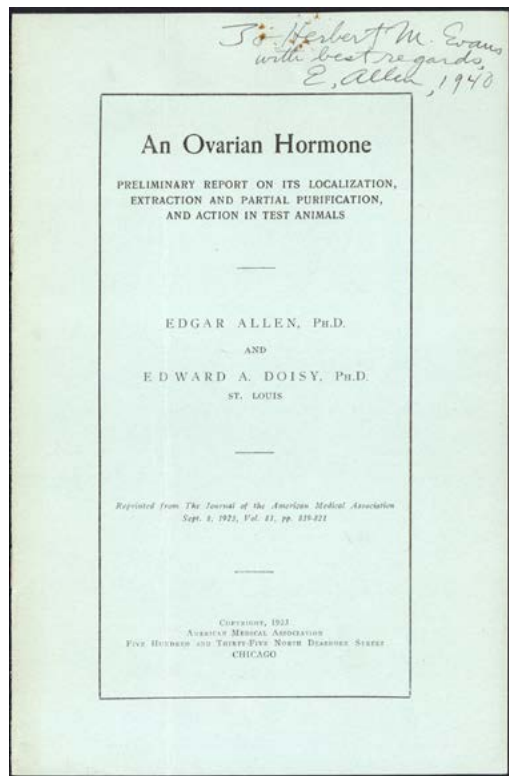 To Herbert M. Evans
with best regards,
E. Allen, 1940
An Ovarian Hormone
PRELIMINARY REPORT ON ITS LOCALIZATION,
EXTRACTION AND PARTIAL PURIFICATION,
AND ACTION IN TEST ANIMALS
EDGAR ALLEN, PH.D.
AND
EDWARD A. DOISY, PH.D.
ST. LOUIS
Reprinted from The Journal of the American Medical Association
Sept. 8, 1923, Vol. 81, pp. 819-821
COPYRIGHT, 1923
AMERICAN MEDICAL ASSOCIATION
FIVE HUNDRED AND THIRTY-FIVE NORTH DEARBORN STREET
CHICAGO